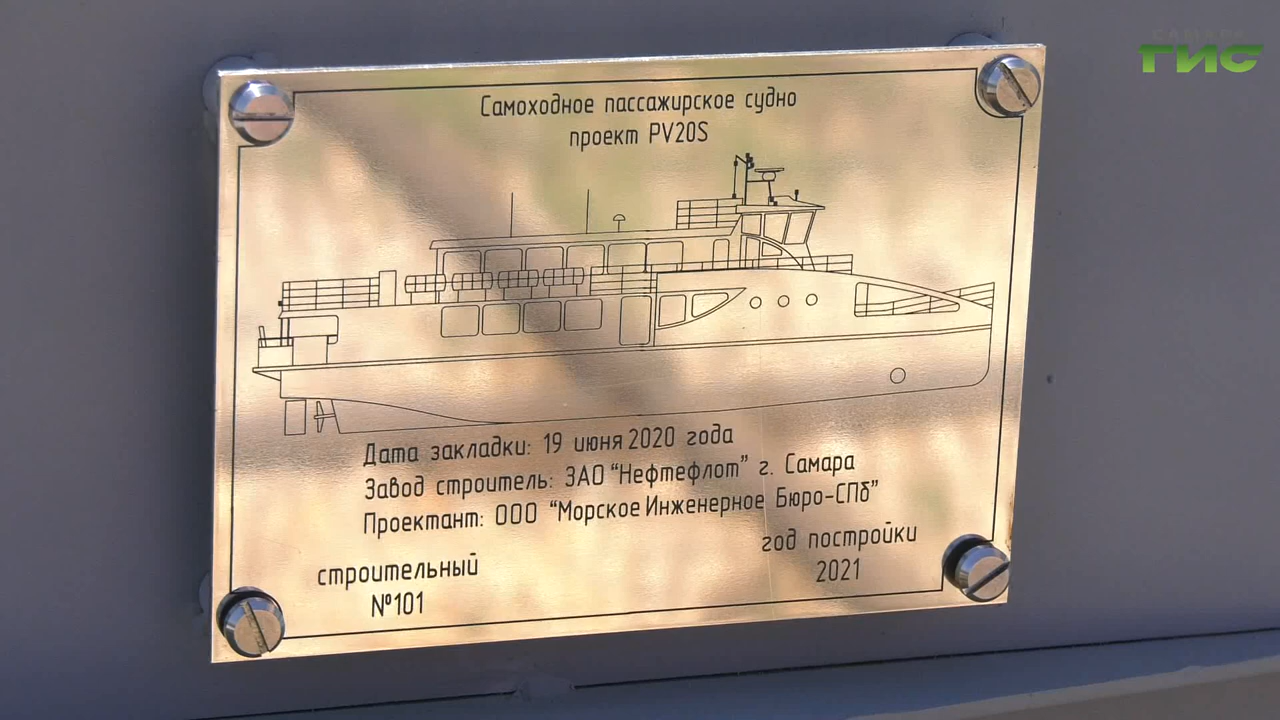 САМАРА
ГИС
Самоходное пассажирское судно
проект PV20S
Дата закладки: 19 июня 2020 года
Завод строитель: ЗАО “Нефтефлот” г. Самара
Проектант: ООО “Морское Инженерное Бюро-СПб”
строительный
№101
год постройки
2021